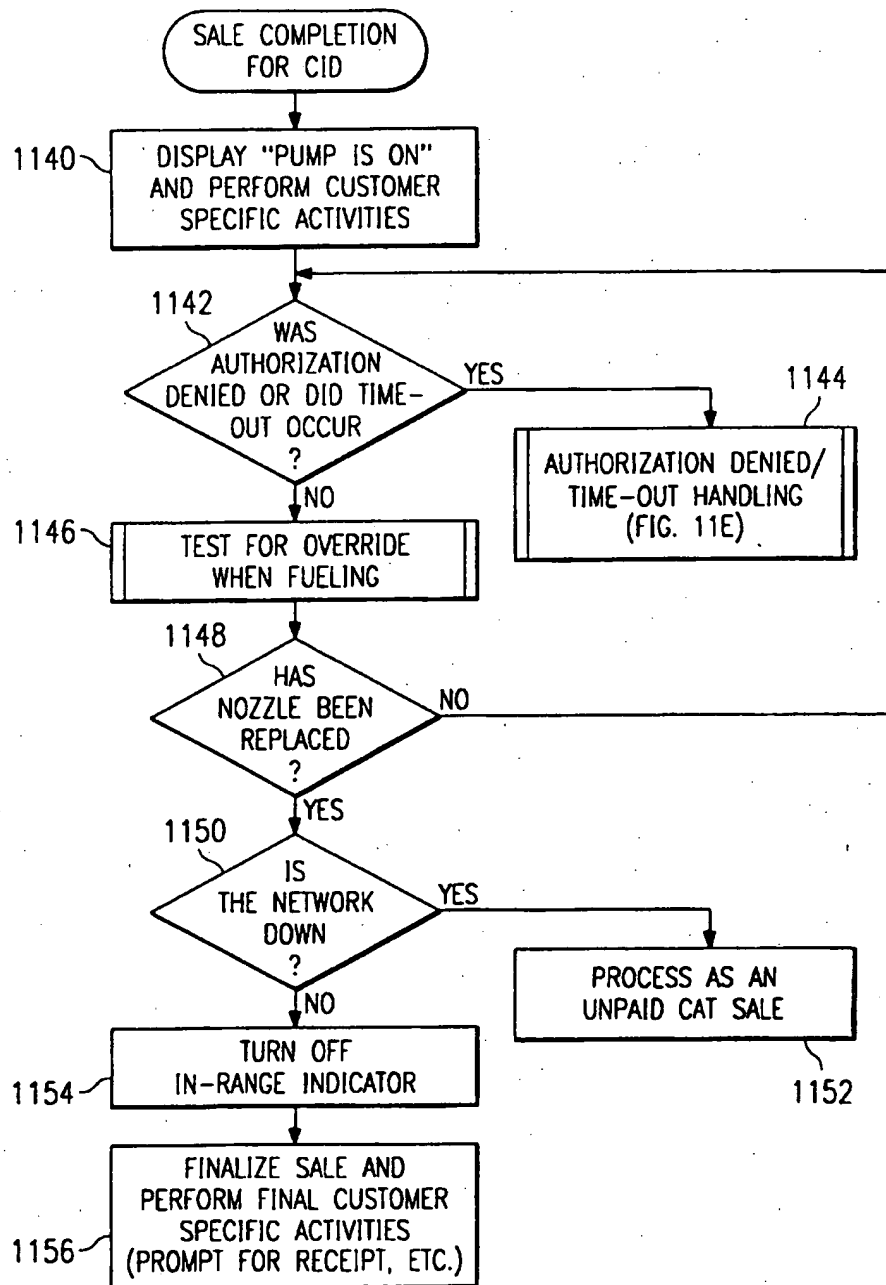 SALE COMPLETION
FOR CID
1140
DISPLAY "PUMP IS ON"
AND PERFORM CUSTOMER
SPECIFIC ACTIVITIES
1142
WAS
AUTHORIZATION
DENIED OR DID TIME-
OUT OCCUR
?
YES
1144
AUTHORIZATION DENIED/
TIME-OUT HANDLING
(FIG. 11E)
NO
1146
TEST FOR OVERRIDE
WHEN FUELING
1148
HAS
NOZZLE BEEN
REPLACED
?
NO
YES
1150
IS
THE NETWORK
DOWN
?
YES
PROCESS AS AN
UNPAID CAT SALE
1152
NO
TURN OFF
IN-RANGE INDICATOR
1154
FINALIZE SALE AND
PERFORM FINAL CUSTOMER
SPECIFIC ACTIVITIES
(PROMPT FOR RECEIPT, ETC.)
1156